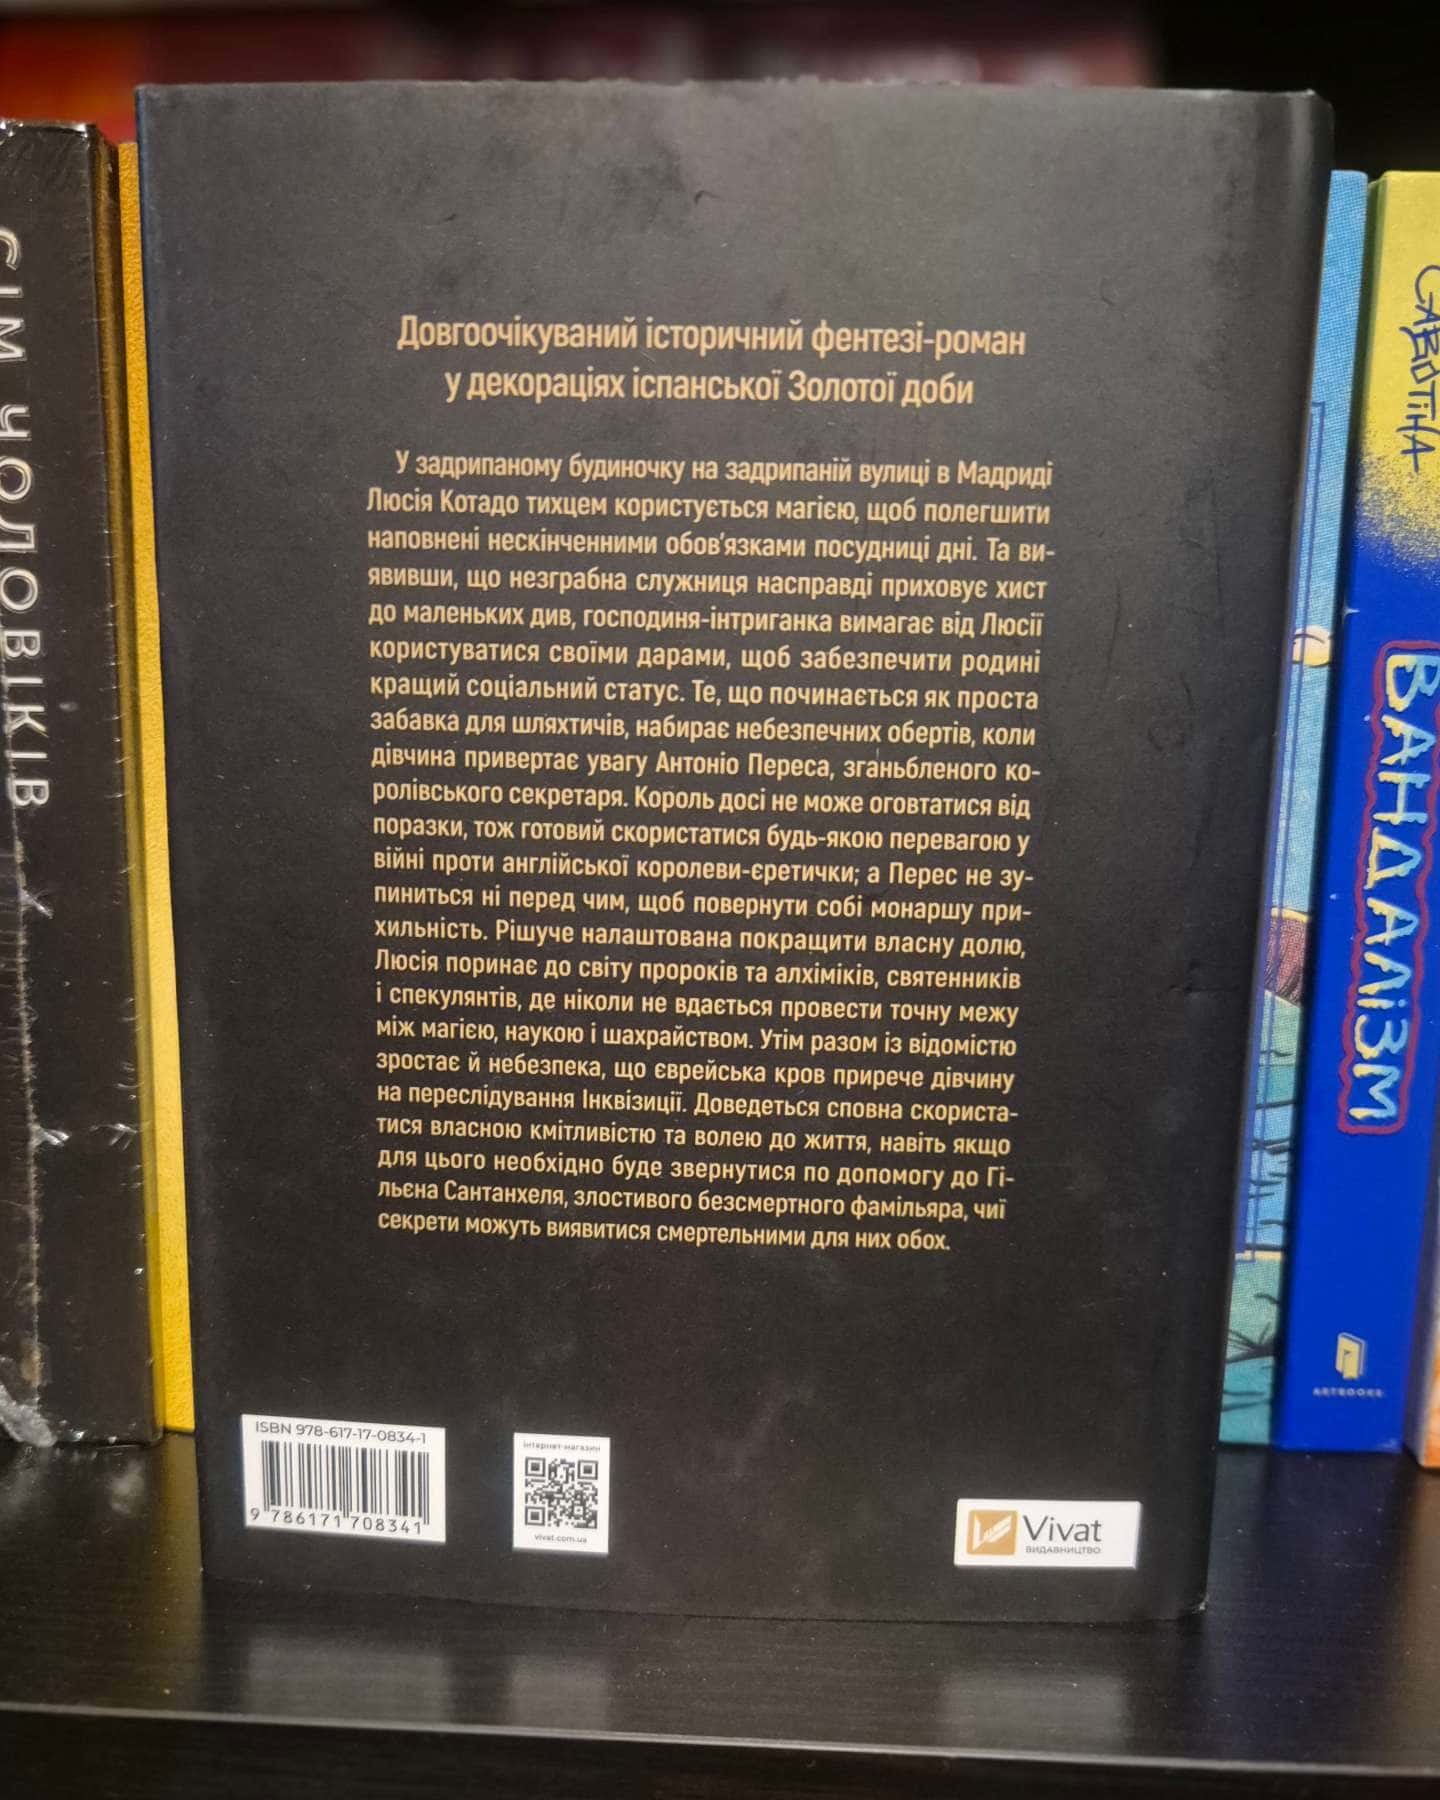 СІМ ЧОЛОВІКІВ
Довгоочікуваний історичний фентезі-роман
у декораціях іспанської Золотої доби
У задрипаному будиночку на задрипаній вулиці в Мадриді
Люсія Котадо тихцем користується магією, щоб полегшити
наповнені нескінченними обов'язками посудниці дні. Та ви-
явивши, що незграбна служниця насправді приховує хист
до маленьких див, господиня-інтриганка вимагає від Люсії
користуватися своїми дарами, щоб забезпечити родині
кращий соціальний статус. Те, що починається як проста
забавка для шляхтичів, набирає небезпечних обертів, коли
дівчина привертає увагу Антоніо Переса, зганьбленого ко-
ролівського секретаря. Король досі не може оговтатися від
поразки, тож готовий скористатися будь-якою перевагою у
війні проти англійської королеви-єретички; а Перес не зу-
пиниться ні перед чим, щоб повернути собі монаршу при-
хильність. Рішуче налаштована покращити власну долю,
Люсія поринає до світу пророків та алхіміків, святенників
і спекулянтів, де ніколи не вдається провести точну межу
між магією, наукою і шахрайством. Утім разом із відомістю
зростає й небезпека, що єврейська кров прирече дівчину
на переслідування Інквізиції. Доведеться сповна скориста-
тися власною кмітливістю та волею до життя, навіть якщо
для цього необхідно буде звернутися по допомогу до Гі-
льєна Сантанхеля, злостивого безсмертного фамільяра, чиї
секрети можуть виявитися смертельними для них обох.
ISBN 978-617-17-0834-1
9 786171 708341
інтернет-магазин
vivat.com.ua
Vivat
ВИДАВНИЦТВО
САВОТІНА
ВАНДАЛІЗМ
ARTBOOKS